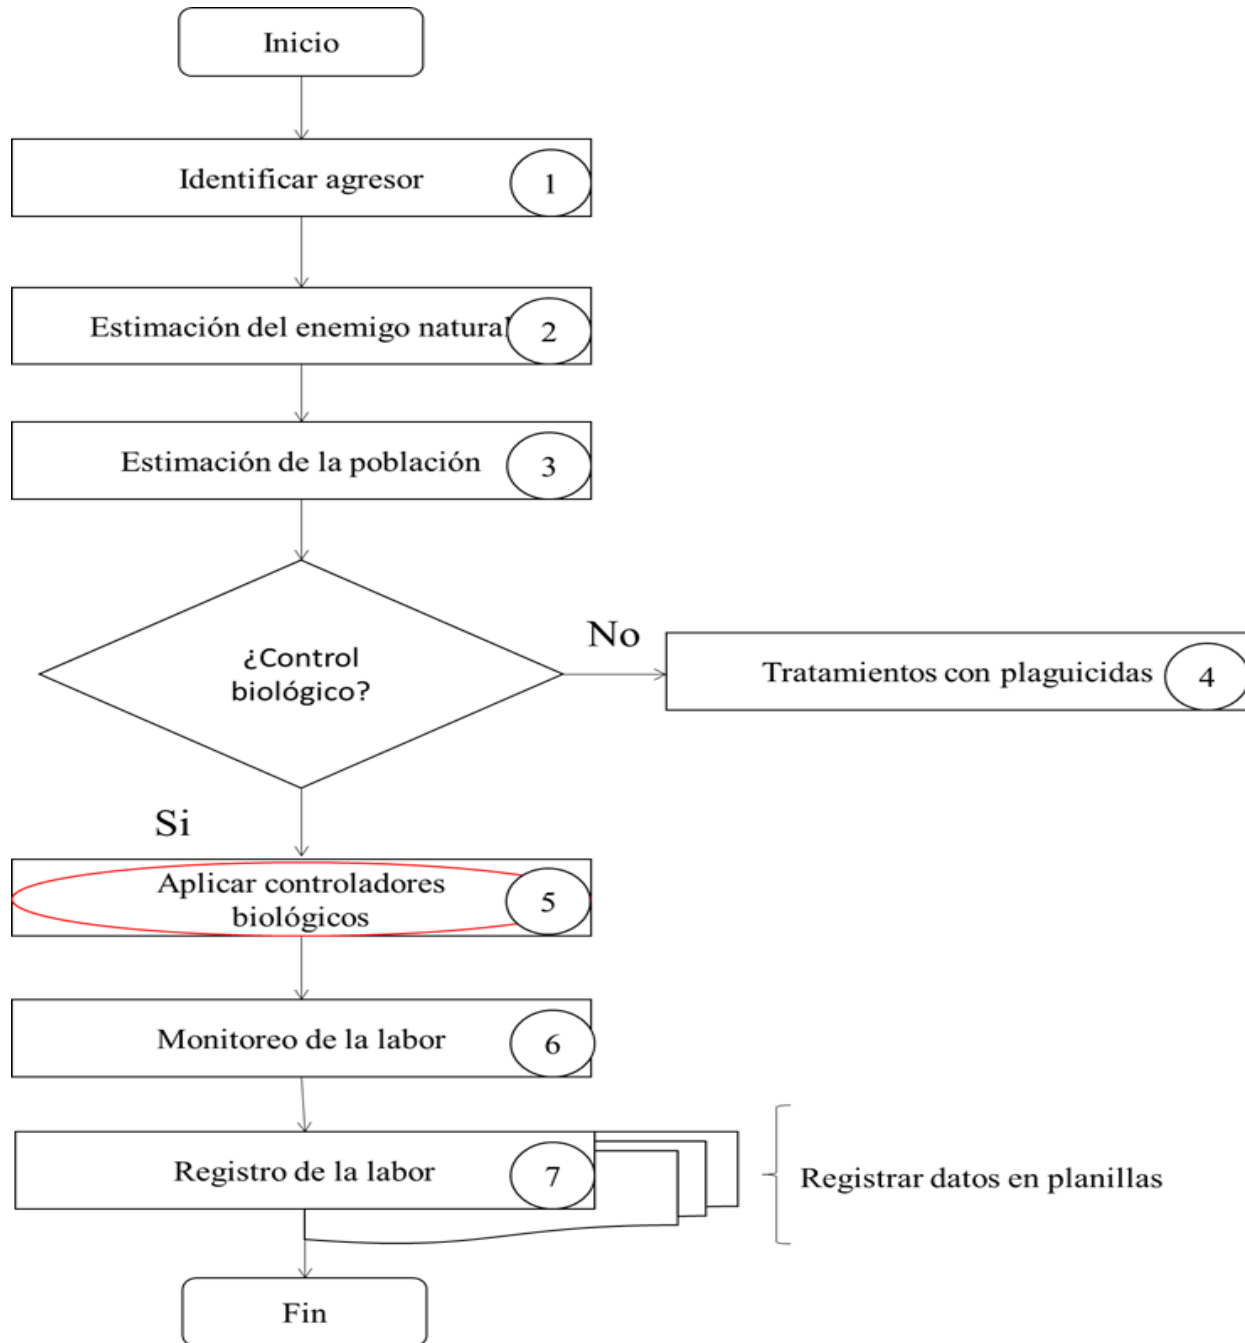 Inicio
Identificar agresor
1
Estimación del enemigo natural
2
Estimación de la población
3
¿Control
biológico?
No
Tratamientos con plaguicidas
4
Si
Aplicar controladores
biológicos
5
Monitoreo de la labor
6
Registro de la labor
7
Registrar datos en planillas
Fin